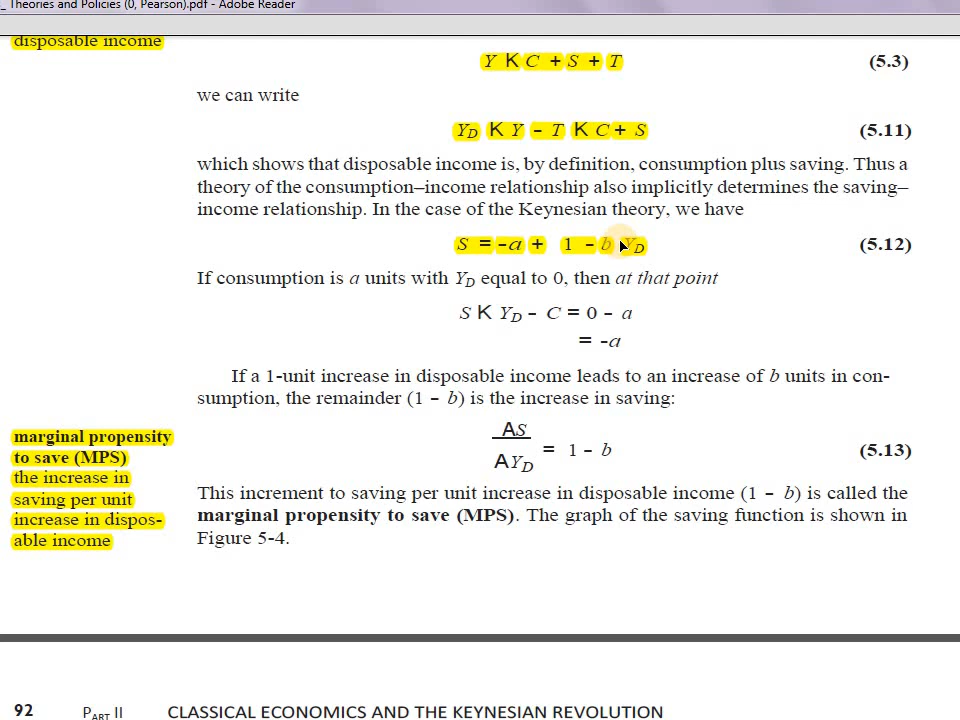 _ Theories and Policies (0, Pearson).pdf - Adobe Reader
disposable income
Y K C + S + T (5.3)
we can write
Y_D K Y - T K C + S (5.11)
which shows that disposable income is, by definition, consumption plus saving. Thus a
theory of the consumption–income relationship also implicitly determines the saving–
income relationship. In the case of the Keynesian theory, we have
S = -a + 1 - b Y_D (5.12)
If consumption is a units with Y_D equal to 0, then at that point
S K Y_D - C = 0 - a
= -a
If a 1-unit increase in disposable income leads to an increase of b units in con-
sumption, the remainder (1 - b) is the increase in saving:
marginal propensity
to save (MPS)
the increase in
saving per unit
increase in dispos-
able income
AS
AY_D
= 1 - b (5.13)
This increment to saving per unit increase in disposable income (1 - b) is called the
marginal propensity to save (MPS). The graph of the saving function is shown in
Figure 5-4.
92 PART II CLASSICAL ECONOMICS AND THE KEYNESIAN REVOLUTION